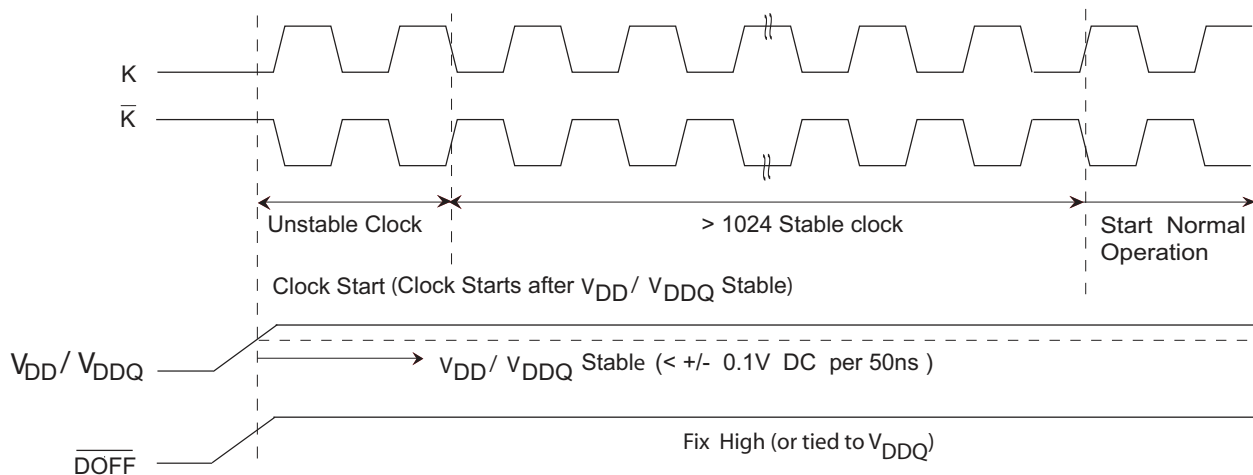 K
K̅
Unstable Clock
> 1024 Stable clock
Start Normal
Operation
Clock Start (Clock Starts after VDD / VDDQ Stable)
VDD / VDDQ
VDD / VDDQ Stable (< +/- 0.1V DC per 50ns )
Fix High (or tied to VDDQ)
D̅O̅F̅F̅